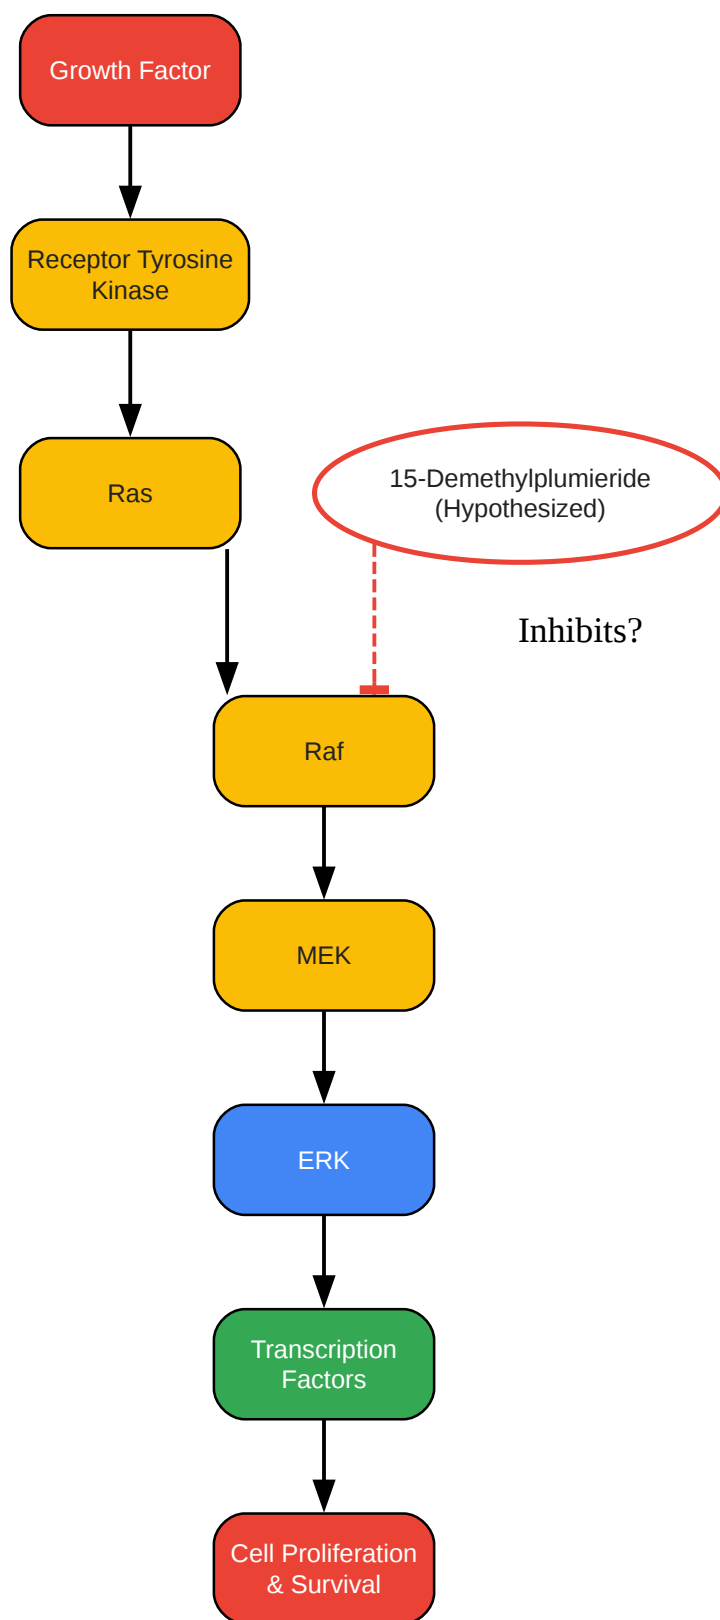 Growth Factor
Receptor Tyrosine
Kinase
Ras
15-Demethylplumieride
(Hypothesized)
Inhibits?
Raf
MEK
ERK
Transcription
Factors
Cell Proliferation
& Survival